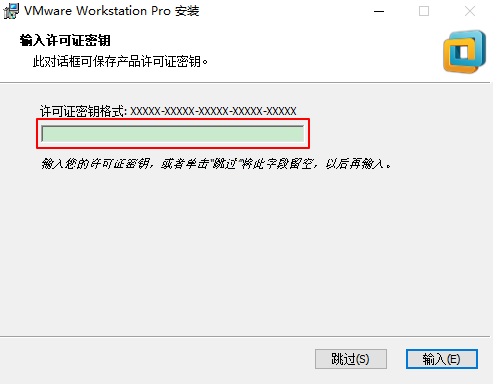 VMware Workstation Pro 安装
输入许可证密钥
此对话框可保存产品许可证密钥。
许可证密钥格式: XXXXX-XXXXX-XXXXX-XXXXX-XXXXX
输入您的许可证密钥，或者单击"跳过"将此字段留空，以后再输入。
跳过(S) 输入(E)